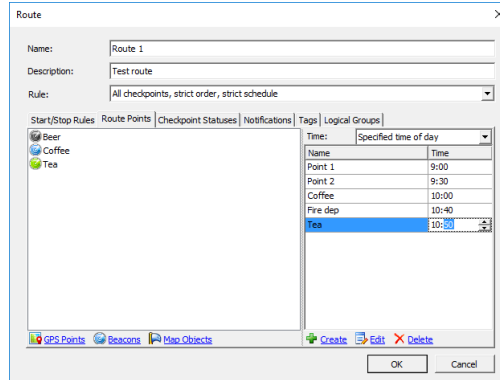 Route
Name: Route 1
Description: Test route
Rule: All checkpoints, strict order, strict schedule
Start/Stop Rules Route Points Checkpoint Statuses Notifications Tags Logical Groups
Beer
Coffee
Tea
Time: Specified time of day
Name Time
Point 1 9:00
Point 2 9:30
Coffee 10:00
Fire dep 10:40
Tea 10:50
GPS Points Beacons Map Objects
Create Edit Delete
OK Cancel